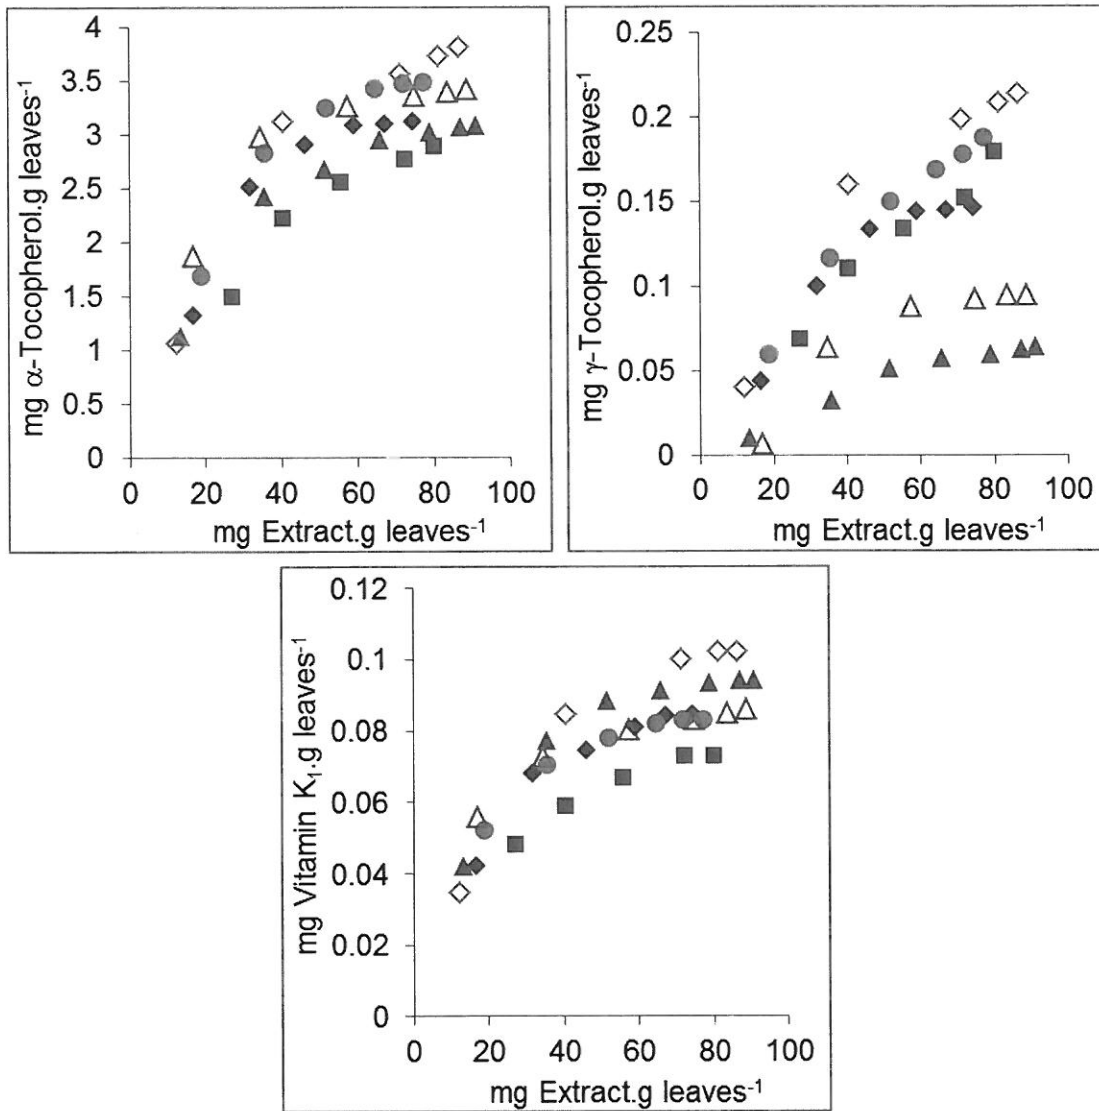 mg α-Tocopherol.g leaves⁻¹
4
3.5
3
2.5
2
1.5
1
0.5
0
0 20 40 60 80 100
mg Extract.g leaves⁻¹
mg γ-Tocopherol.g leaves⁻¹
0.25
0.2
0.15
0.1
0.05
0
0 20 40 60 80 100
mg Extract.g leaves⁻¹
mg Vitamin K₁.g leaves⁻¹
0.12
0.1
0.08
0.06
0.04
0.02
0
0 20 40 60 80 100
mg Extract.g leaves⁻¹